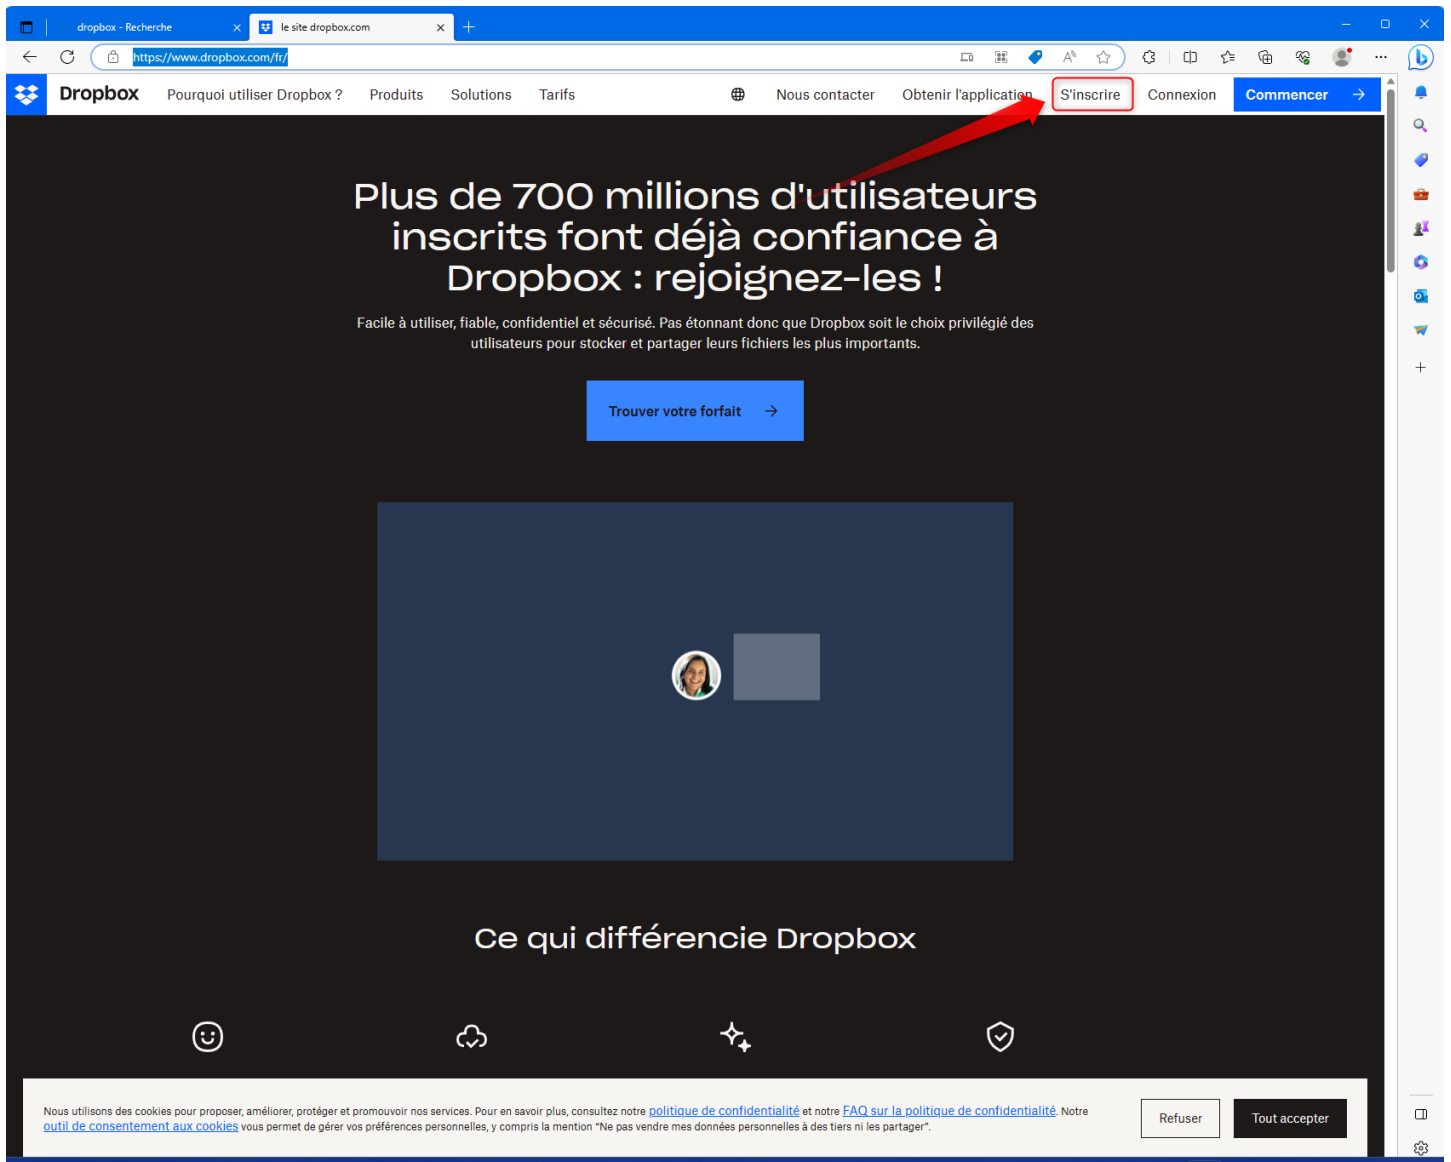 dropbox - Recherche
le site dropbox.com
https://www.dropbox.com/fr/
Dropbox
Pourquoi utiliser Dropbox ?
Produits
Solutions
Tarifs
Nous contacter
Obtenir l'application
S'inscrire
Connexion
Commencer
Plus de 700 millions d'utilisateurs
inscrits font déjà confiance à
Dropbox : rejoignez-les !
Facile à utiliser, fiable, confidentiel et sécurisé. Pas étonnant donc que Dropbox soit le choix privilégié des
utilisateurs pour stocker et partager leurs fichiers les plus importants.
Trouver votre forfait
Ce qui différencie Dropbox
Nous utilisons des cookies pour proposer, améliorer, protéger et promouvoir nos services. Pour en savoir plus, consultez notre politique de confidentialité et notre FAQ sur la politique de confidentialité. Notre
outil de consentement aux cookies vous permet de gérer vos préférences personnelles, y compris la mention “Ne pas vendre mes données personnelles à des tiers ni les partager”.
Refuser
Tout accepter